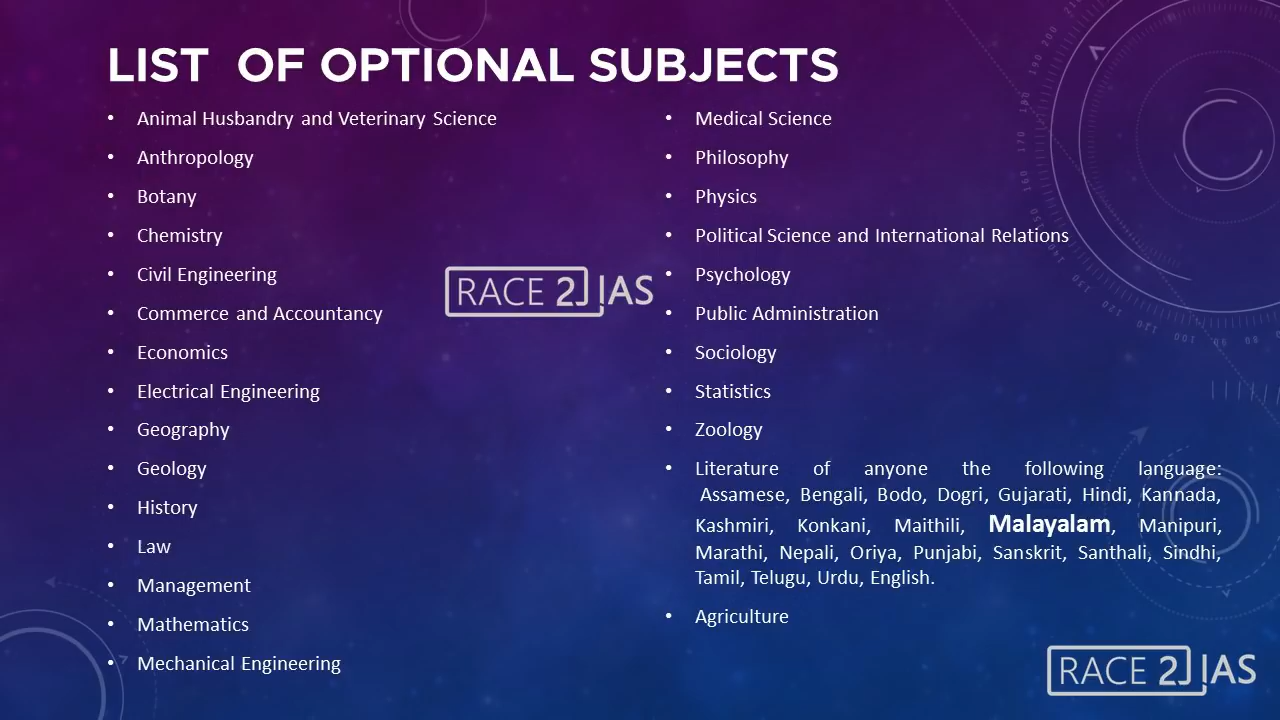 LIST OF OPTIONAL SUBJECTS
• Animal Husbandry and Veterinary Science
• Anthropology
• Botany
• Chemistry
• Civil Engineering
• Commerce and Accountancy
• Economics
• Electrical Engineering
• Geography
• Geology
• History
• Law
• Management
• Mathematics
• Mechanical Engineering
RACE 2 IAS
• Medical Science
• Philosophy
• Physics
• Political Science and International Relations
• Psychology
• Public Administration
• Sociology
• Statistics
• Zoology
• Literature of anyone the following language:
Assamese, Bengali, Bodo, Dogri, Gujarati, Hindi, Kannada,
Kashmiri, Konkani, Maithili, Malayalam, Manipuri,
Marathi, Nepali, Oriya, Punjabi, Sanskrit, Santhali, Sindhi,
Tamil, Telugu, Urdu, English.
• Agriculture
RACE 2 IAS